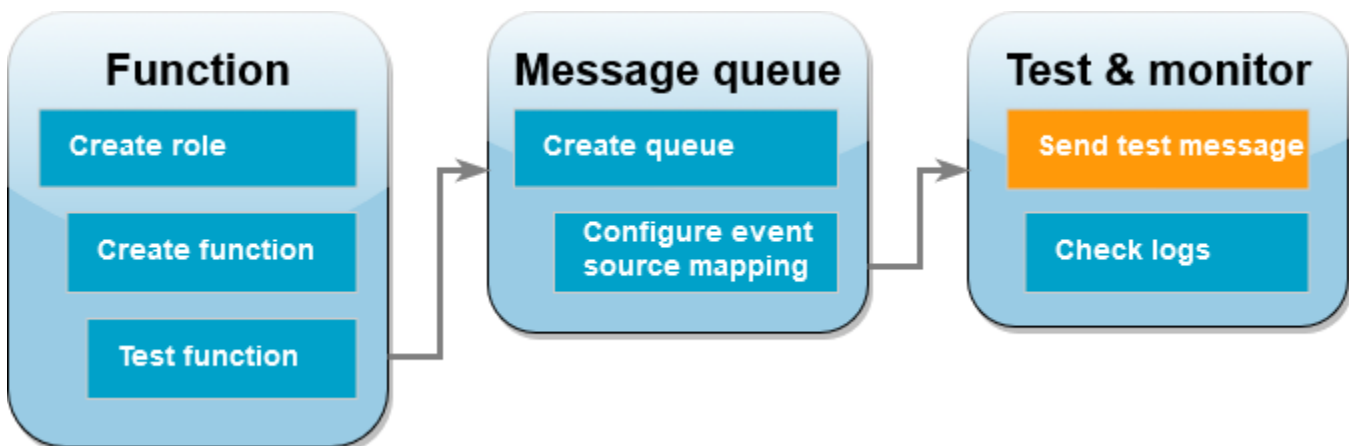 Function
Create role
Create function
Test function
Message queue
Create queue
Configure event
source mapping
Test & monitor
Send test message
Check logs